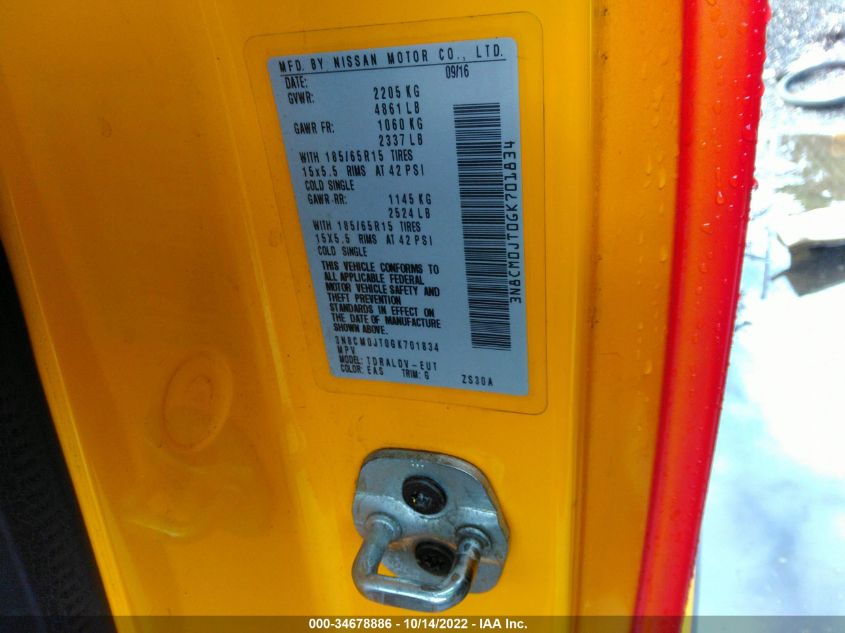 MFD. BY NISSAN MOTOR CO., LTD.
DATE: 09/16
GVWR: 2205 KG
4861 LB
GAWR FR: 1060 KG
2337 LB
WITH 185/65R15 TIRES
15x5.5 RIMS AT 42 PSI
COLD SINGLE
GAWR-RR: 1145 KG
2524 LB
WITH 185/65R15 TIRES
15X5.5 RIMS AT 42 PSI
COLD SINGLE
THIS VEHICLE CONFORMS TO
ALL APPLICABLE FEDERAL
MOTOR VEHICLE SAFETY AND
THEFT PREVENTION
STANDARDS IN EFFECT ON
THE DATE OF MANUFACTURE
SHOWN ABOVE.
3N8CM0JT0GK701834
MPV
MODEL: TDRALDV-EUT
COLOR: EAS TRIM: G ZS30A
3N8CM0JT0GK701834
000-34678886 - 10/14/2022 - IAA Inc.